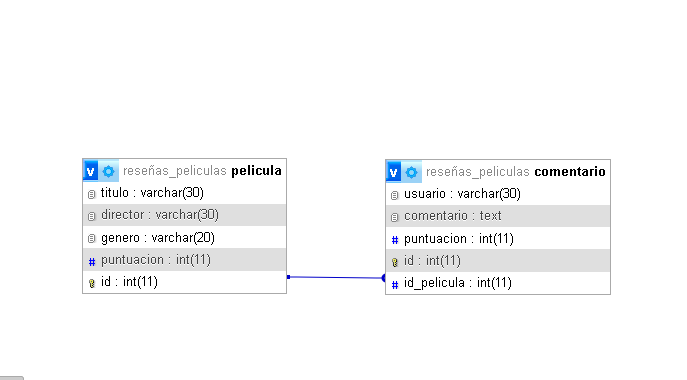 v reseñas_peliculas pelicula
titulo : varchar(30)
director : varchar(30)
genero : varchar(20)
# puntuacion : int(11)
id : int(11)
v reseñas_peliculas comentario
usuario : varchar(30)
comentario : text
# puntuacion : int(11)
id : int(11)
# id_pelicula : int(11)